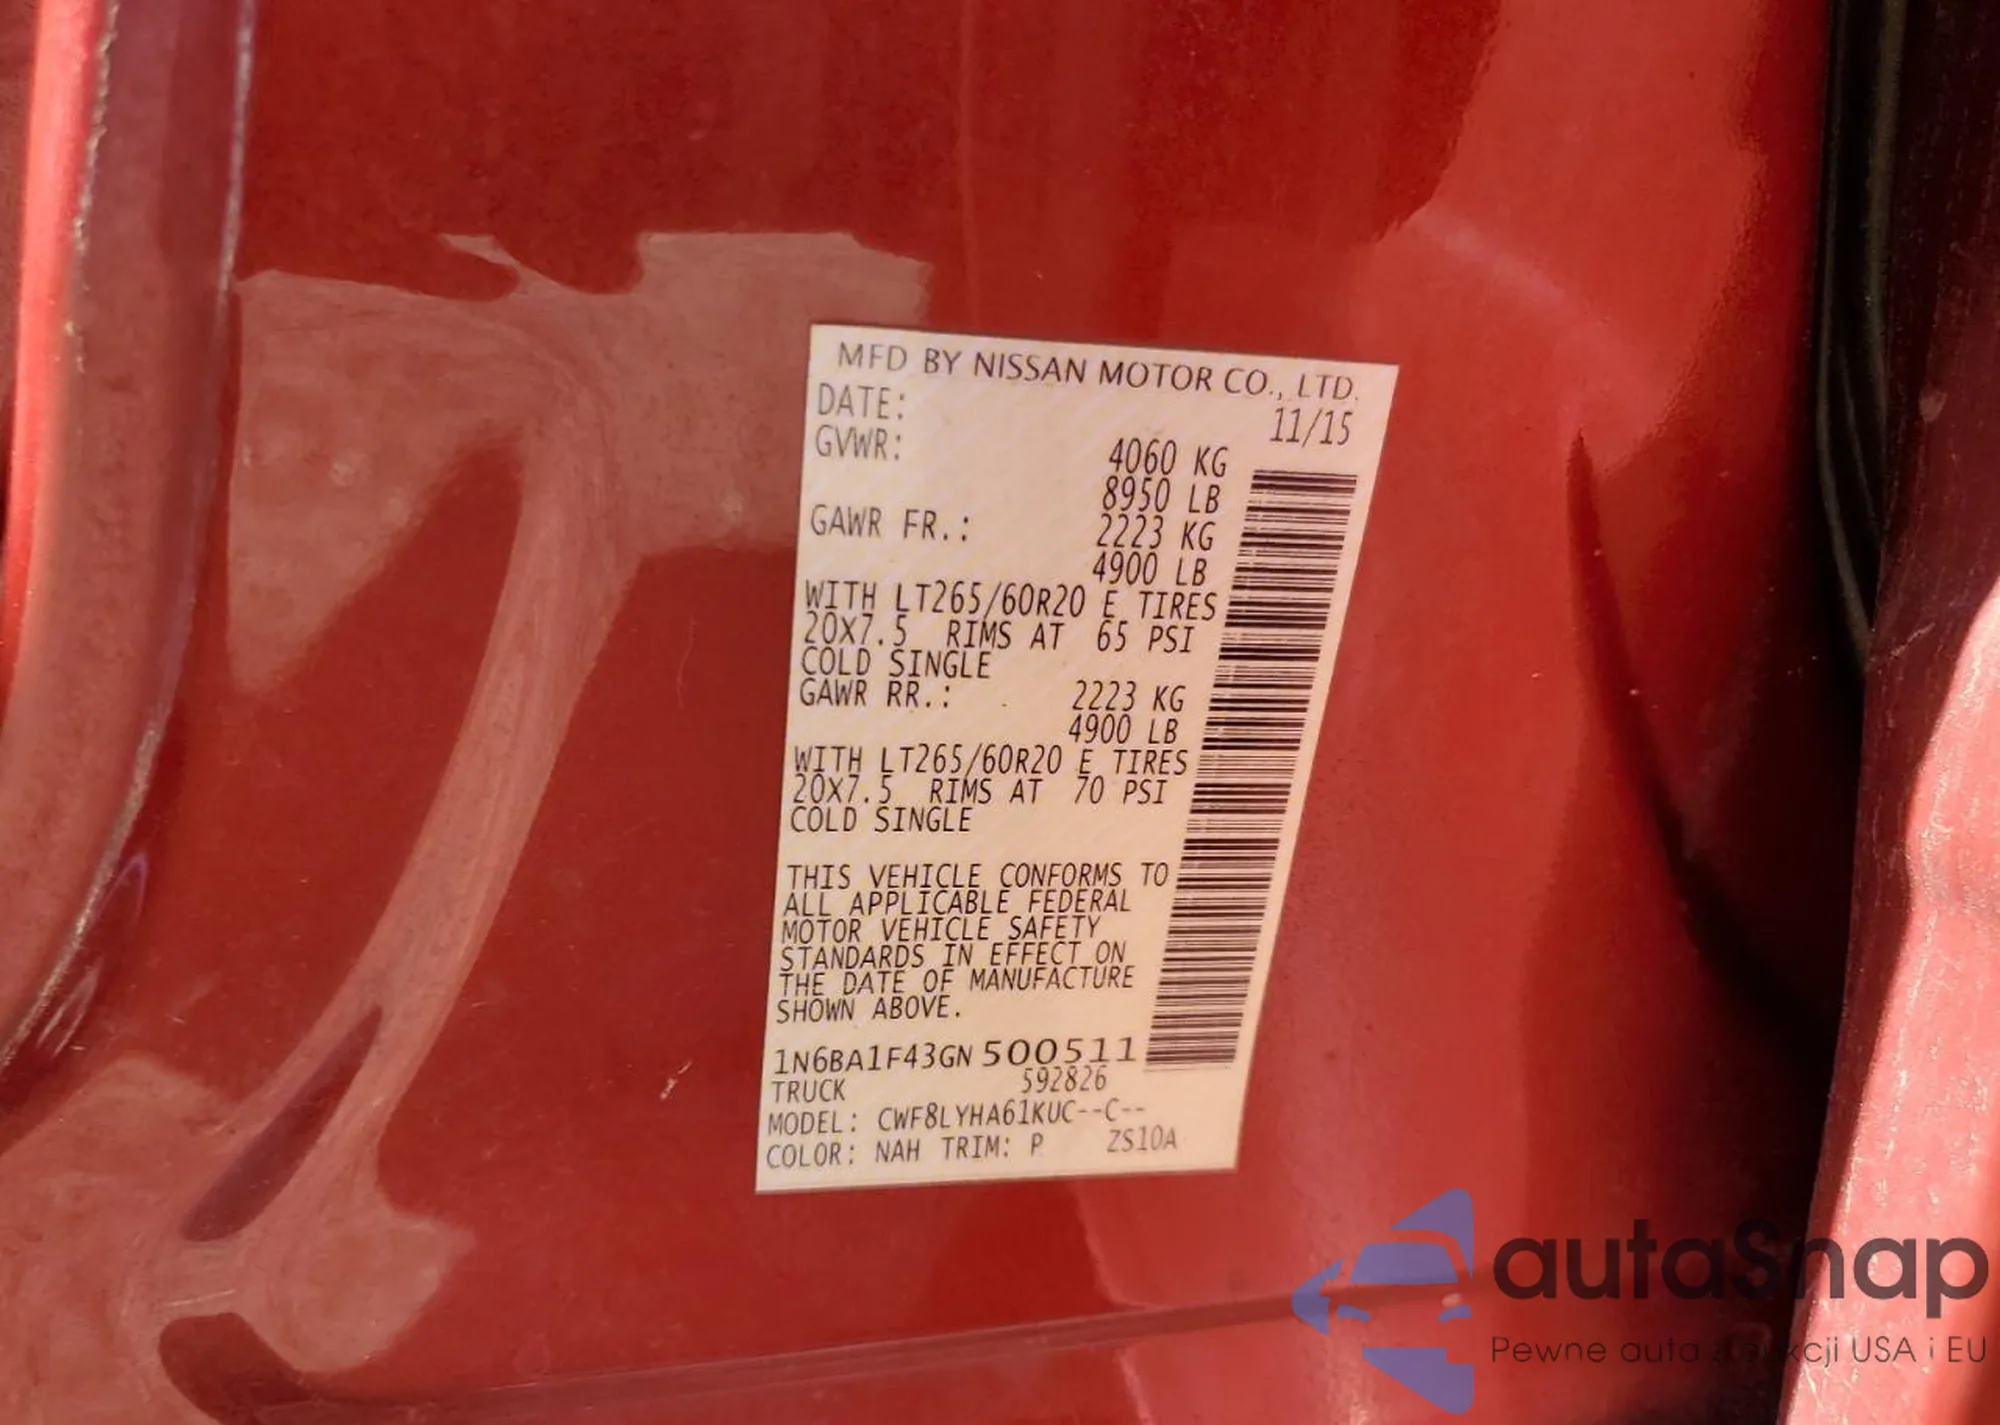 MFD BY NISSAN MOTOR CO., LTD.
DATE: 11/15
GVWR: 4060 KG
8950 LB
GAWR FR.: 2223 KG
4900 LB
WITH LT265/60R20 E TIRES
20X7.5 RIMS AT 65 PSI
COLD SINGLE
GAWR RR.: 2223 KG
4900 LB
WITH LT265/60R20 E TIRES
20X7.5 RIMS AT 70 PSI
COLD SINGLE
THIS VEHICLE CONFORMS TO
ALL APPLICABLE FEDERAL
MOTOR VEHICLE SAFETY
STANDARDS IN EFFECT ON
THE DATE OF MANUFACTURE
SHOWN ABOVE.
1N6BA1F43GN500511
TRUCK 592826
MODEL: CWF8LYHA61KUC--C--
COLOR: NAH TRIM: P ZS10A
autaSnap
Pewne auta z aukcji USA i EU